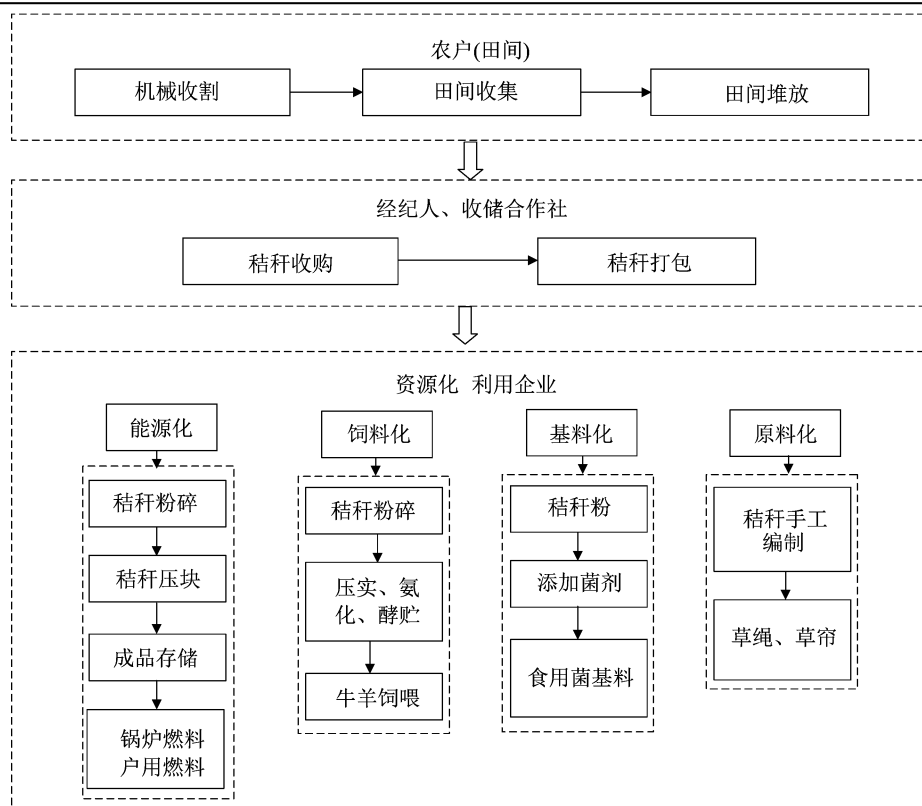 农户(田间)
机械收割
田间收集
田间堆放
经纪人、收储合作社
秸秆收购
秸秆打包
资源化 利用企业
能源化
秸秆粉碎
秸秆压块
成品存储
锅炉燃料
户用燃料
饲料化
秸秆粉碎
压实、氨
化、酵贮
牛羊饲喂
基料化
秸秆粉
添加菌剂
食用菌基料
原料化
秸秆手工
编制
草绳、草帘